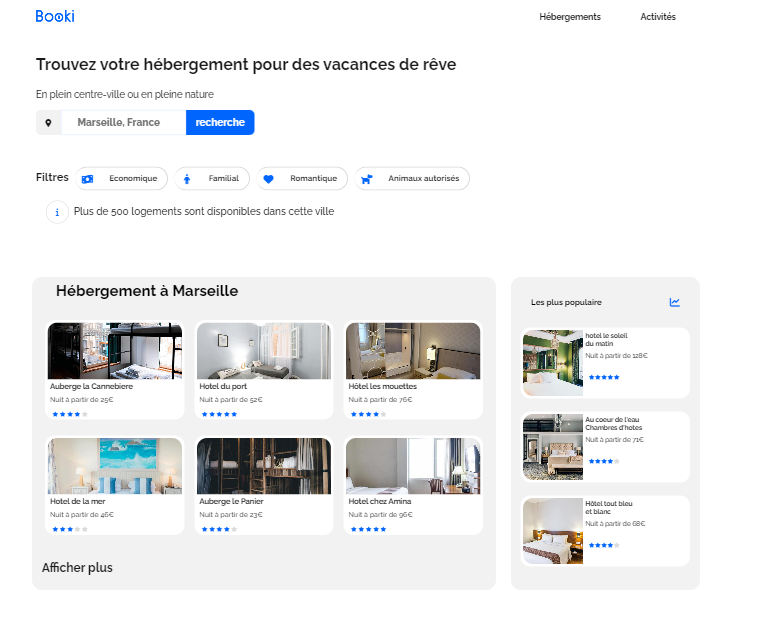 Booki
Hébergements
Activités
Trouvez votre hébergement pour des vacances de rêve
En plein centre-ville ou en pleine nature
Marseille, France
recherche
Filtres
Economique
Familial
Romantique
Animaux autorisés
i
Plus de 500 logements sont disponibles dans cette ville
Hébergement à Marseille
Auberge la Cannebiere
Nuit à partir de 25€
Hotel du port
Nuit à partir de 52€
Hôtel les mouettes
Nuit à partir de 76€
Hotel de la mer
Nuit à partir de 46€
Auberge le Panier
Nuit à partir de 23€
Hotel chez Amina
Nuit à partir de 96€
Afficher plus
Les plus populaire
hotel le soleil
du matin
Nuit à partir de 128€
Au coeur de l'eau
Chambres d'hotes
Nuit à partir de 71€
Hôtel tout bleu
et blanc
Nuit à partir de 68€